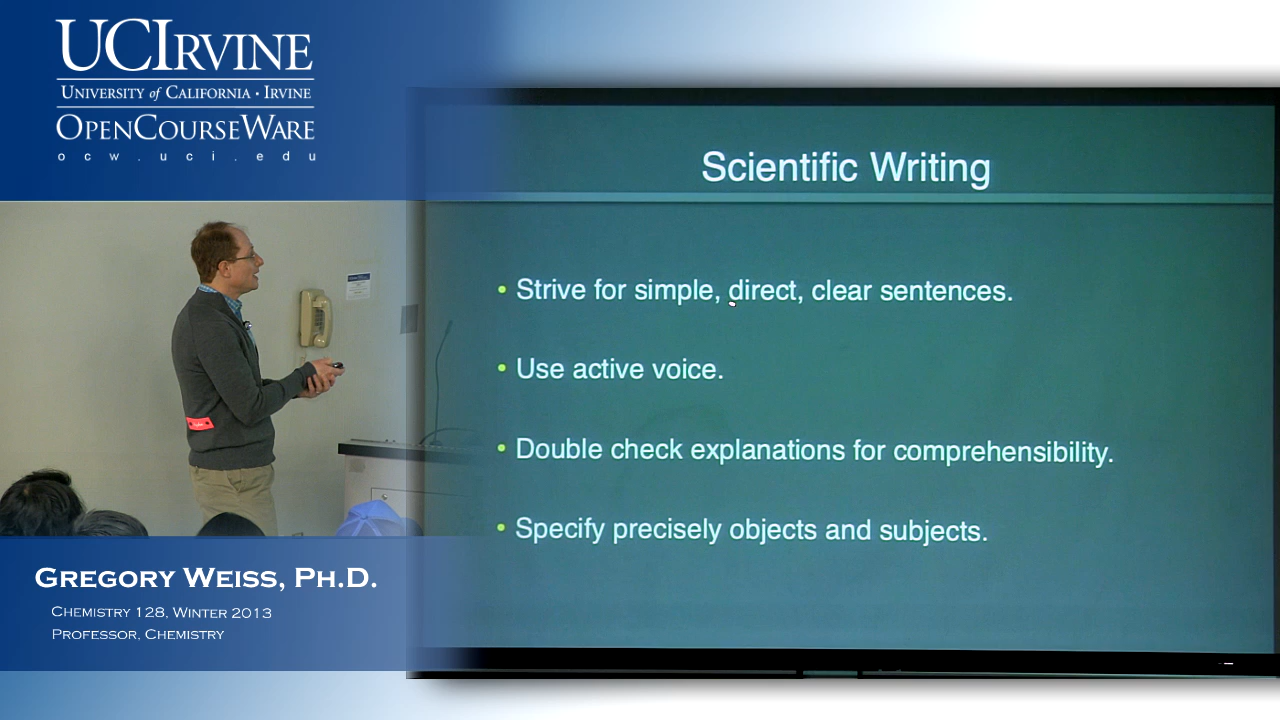 UCIRVINE
UNIVERSITY of CALIFORNIA · IRVINE
OPENCOURSEWARE
ocw.uci.edu
Scientific Writing
• Strive for simple, direct, clear sentences.
• Use active voice.
• Double check explanations for comprehensibility.
• Specify precisely objects and subjects.
GREGORY WEISS, PH.D.
CHEMISTRY 128, WINTER 2013
PROFESSOR, CHEMISTRY